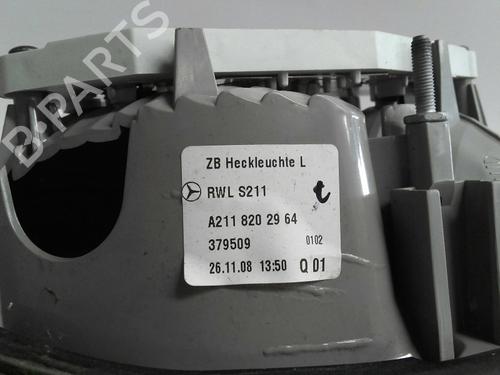 B-PARTS
ZB Heckleuchte L
RWL S211
A211 820 29 64
379509 0102
26.11.08 13:50 Q 01